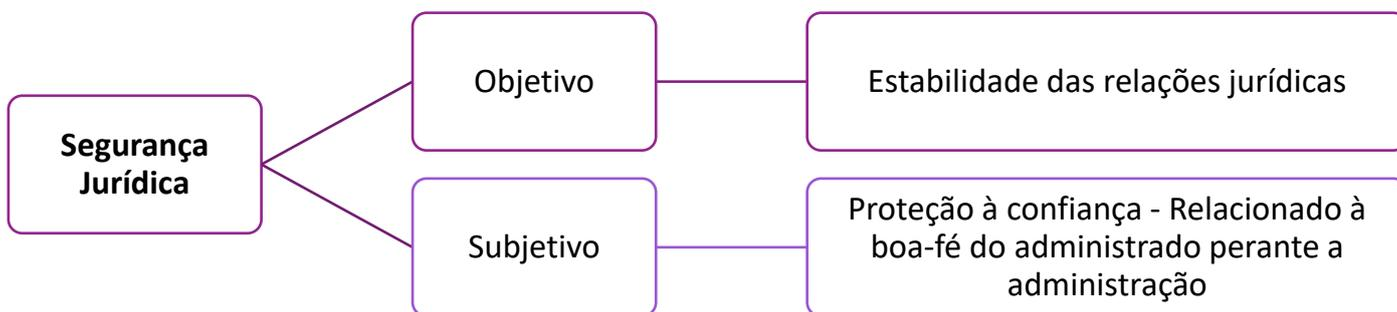 Segurança
Jurídica
Objetivo
Estabilidade das relações jurídicas
Subjetivo
Proteção à confiança - Relacionado à
boa-fé do administrado perante a
administração